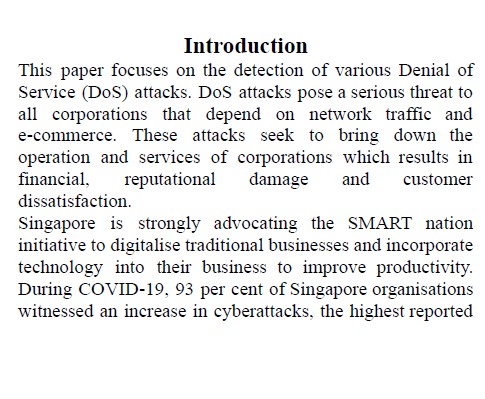 Introduction
This paper focuses on the detection of various Denial of
Service (DoS) attacks. DoS attacks pose a serious threat to
all corporations that depend on network traffic and
e-commerce. These attacks seek to bring down the
operation and services of corporations which results in
financial, reputational damage and customer
dissatisfaction.
Singapore is strongly advocating the SMART nation
initiative to digitalise traditional businesses and incorporate
technology into their business to improve productivity.
During COVID-19, 93 per cent of Singapore organisations
witnessed an increase in cyberattacks, the highest reported